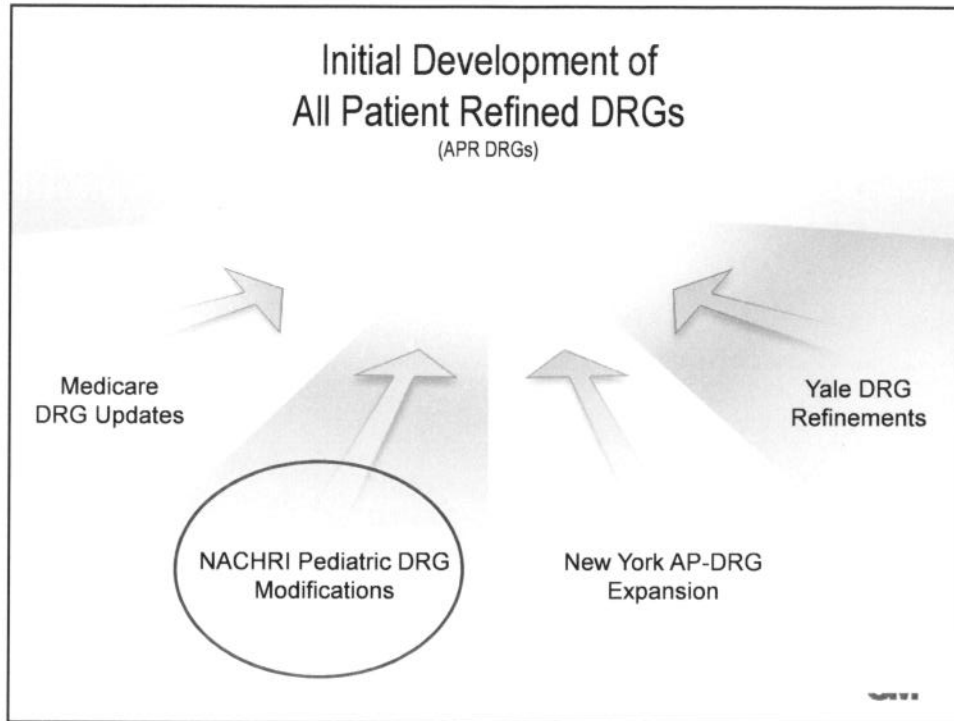 Initial Development of
All Patient Refined DRGs
(APR DRGs)
Medicare
DRG Updates
Yale DRG
Refinements
NACHRI Pediatric DRG
Modifications
New York AP-DRG
Expansion